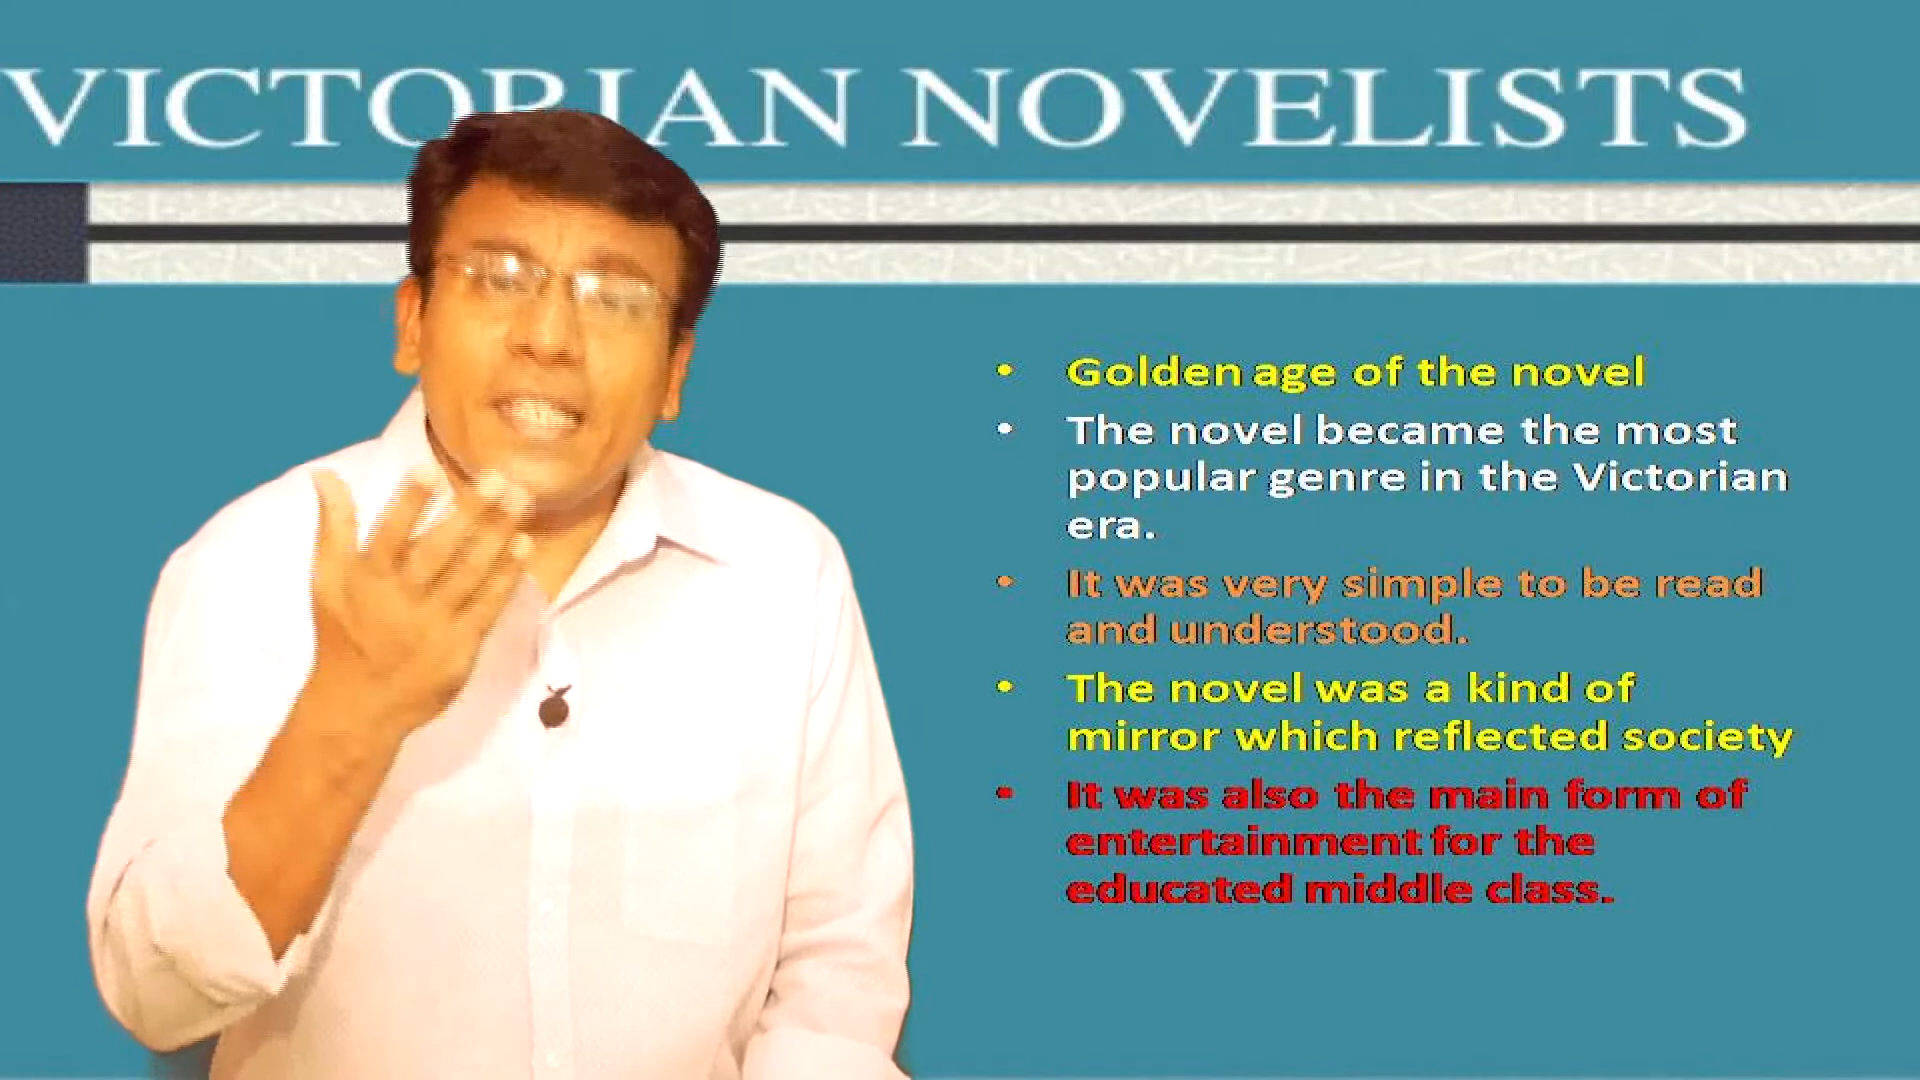 VICTORIAN NOVELISTS
• Golden age of the novel
• The novel became the most
popular genre in the Victorian
era.
• It was very simple to be read
and understood.
• The novel was a kind of
mirror which reflected society
• It was also the main form of
entertainment for the
educated middle class.